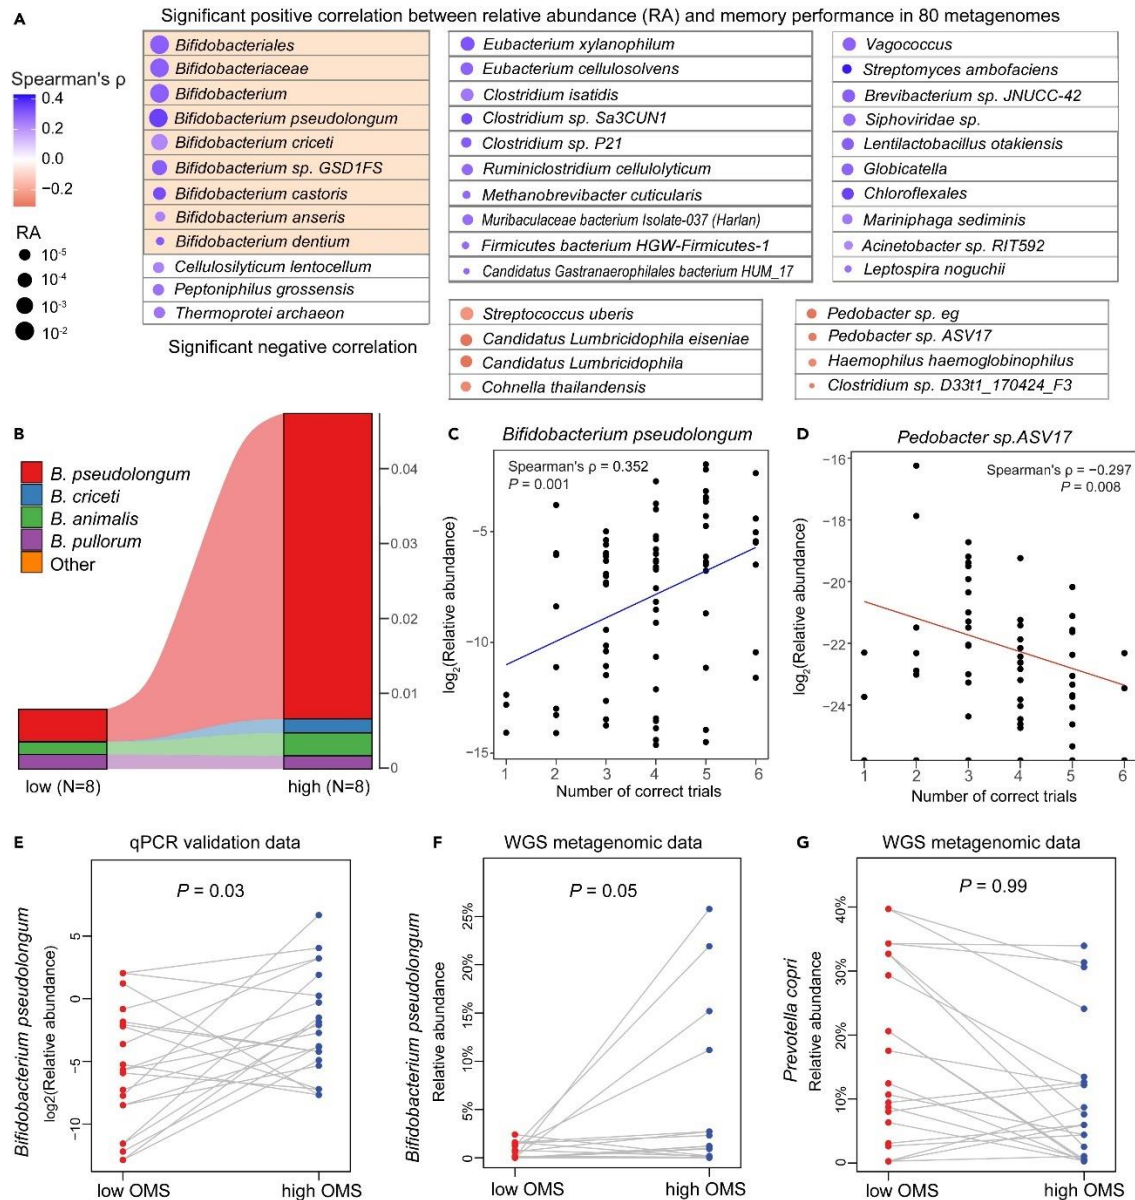 A
Significant positive correlation between relative abundance (RA) and memory performance in 80 metagenomes
Spearman's ρ
0.4
0.2
0.0
−0.2
RA
10-5
10-4
10-3
10-2
Bifidobacteriales
Bifidobacteriaceae
Bifidobacterium
Bifidobacterium pseudolongum
Bifidobacterium criceti
Bifidobacterium sp. GSD1FS
Bifidobacterium castoris
Bifidobacterium anseris
Bifidobacterium dentium
Cellulosilyticum lentocellum
Peptoniphilus grossensis
Thermoprotei archaeon
Eubacterium xylanophilum
Eubacterium cellulosolvens
Clostridium isatidis
Clostridium sp. Sa3CUN1
Clostridium sp. P21
Ruminiclostridium cellulolyticum
Methanobrevibacter cuticularis
Muribaculaceae bacterium Isolate-037 (Harlan)
Firmicutes bacterium HGW-Firmicutes-1
Candidatus Gastranaerophilales bacterium HUM_17
Vagococcus
Streptomyces ambofaciens
Brevibacterium sp. JNUCC-42
Siphoviridae sp.
Lentilactobacillus otakiensis
Globicatella
Chloroflexales
Mariniphaga sediminis
Acinetobacter sp. RIT592
Leptospira noguchii
Significant negative correlation
Streptococcus uberis
Candidatus Lumbricidophila eiseniae
Candidatus Lumbricidophila
Cohnella thailandensis
Pedobacter sp. eg
Pedobacter sp. ASV17
Haemophilus haemoglobinophilus
Clostridium sp. D33t1_170424_F3
B
B. pseudolongum
B. criceti
B. animalis
B. pullorum
Other
0.04
0.03
0.02
0.01
0
low (N=8)
high (N=8)
C
Bifidobacterium pseudolongum
Spearman's ρ = 0.352
P = 0.001
log2(Relative abundance)
−5
−10
−15
1 2 3 4 5 6
Number of correct trials
D
Pedobacter sp.ASV17
Spearman's ρ = −0.297
P = 0.008
log2(Relative abundance)
−16
−18
−20
−22
−24
1 2 3 4 5 6
Number of correct trials
E
qPCR validation data
P = 0.03
Bifidobacterium pseudolongum
log2(Relative abundance)
5
0
−5
−10
low OMS
high OMS
F
WGS metagenomic data
P = 0.05
Bifidobacterium pseudolongum
Relative abundance
25%
20%
15%
10%
5%
0
low OMS
high OMS
G
WGS metagenomic data
P = 0.99
Prevotella copri
Relative abundance
40%
30%
20%
10%
0
low OMS
high OMS